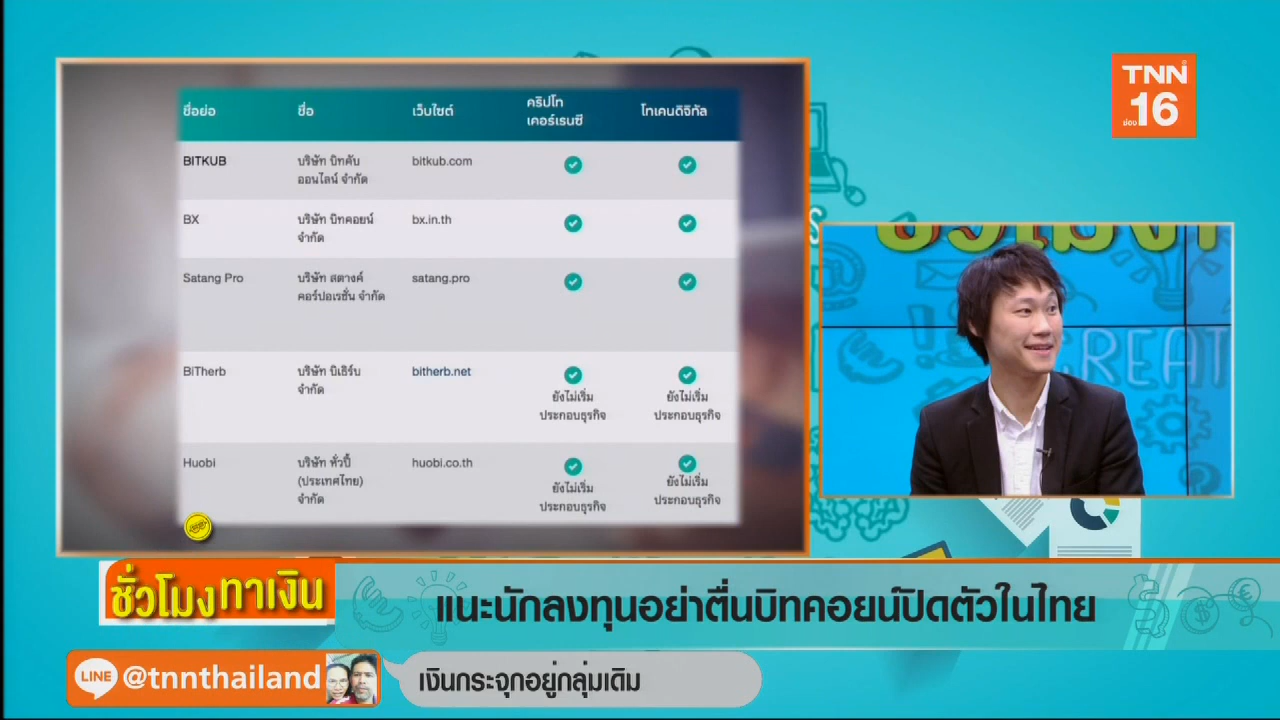 TNN
ช่อง 16
ชื่อย่อ ชื่อ เว็บไซต์ คริปโท เคอร์เรนซี โทเคนดิจิทัล
BITKUB บริษัท บิทคับ ออนไลน์ จำกัด bitkub.com
BX บริษัท บิทคอยน์ จำกัด bx.in.th
Satang Pro บริษัท สตางค์ คอร์ปอเรชั่น จำกัด satang.pro
BiTherb บริษัท บิเธิร์บ จำกัด bitherb.net ยังไม่เริ่ม ประกอบธุรกิจ ยังไม่เริ่ม ประกอบธุรกิจ
Huobi บริษัท หั่วปี้ (ประเทศไทย) จำกัด huobi.co.th ยังไม่เริ่ม ประกอบธุรกิจ ยังไม่เริ่ม ประกอบธุรกิจ
GREAT
ชั่วโมงทำเงิน
แนะนักลงทุนอย่าตื่นบิทคอยน์ปิดตัวในไทย
LINE @tnnthailand
เงินกระจุกอยู่กลุ่มเดิม